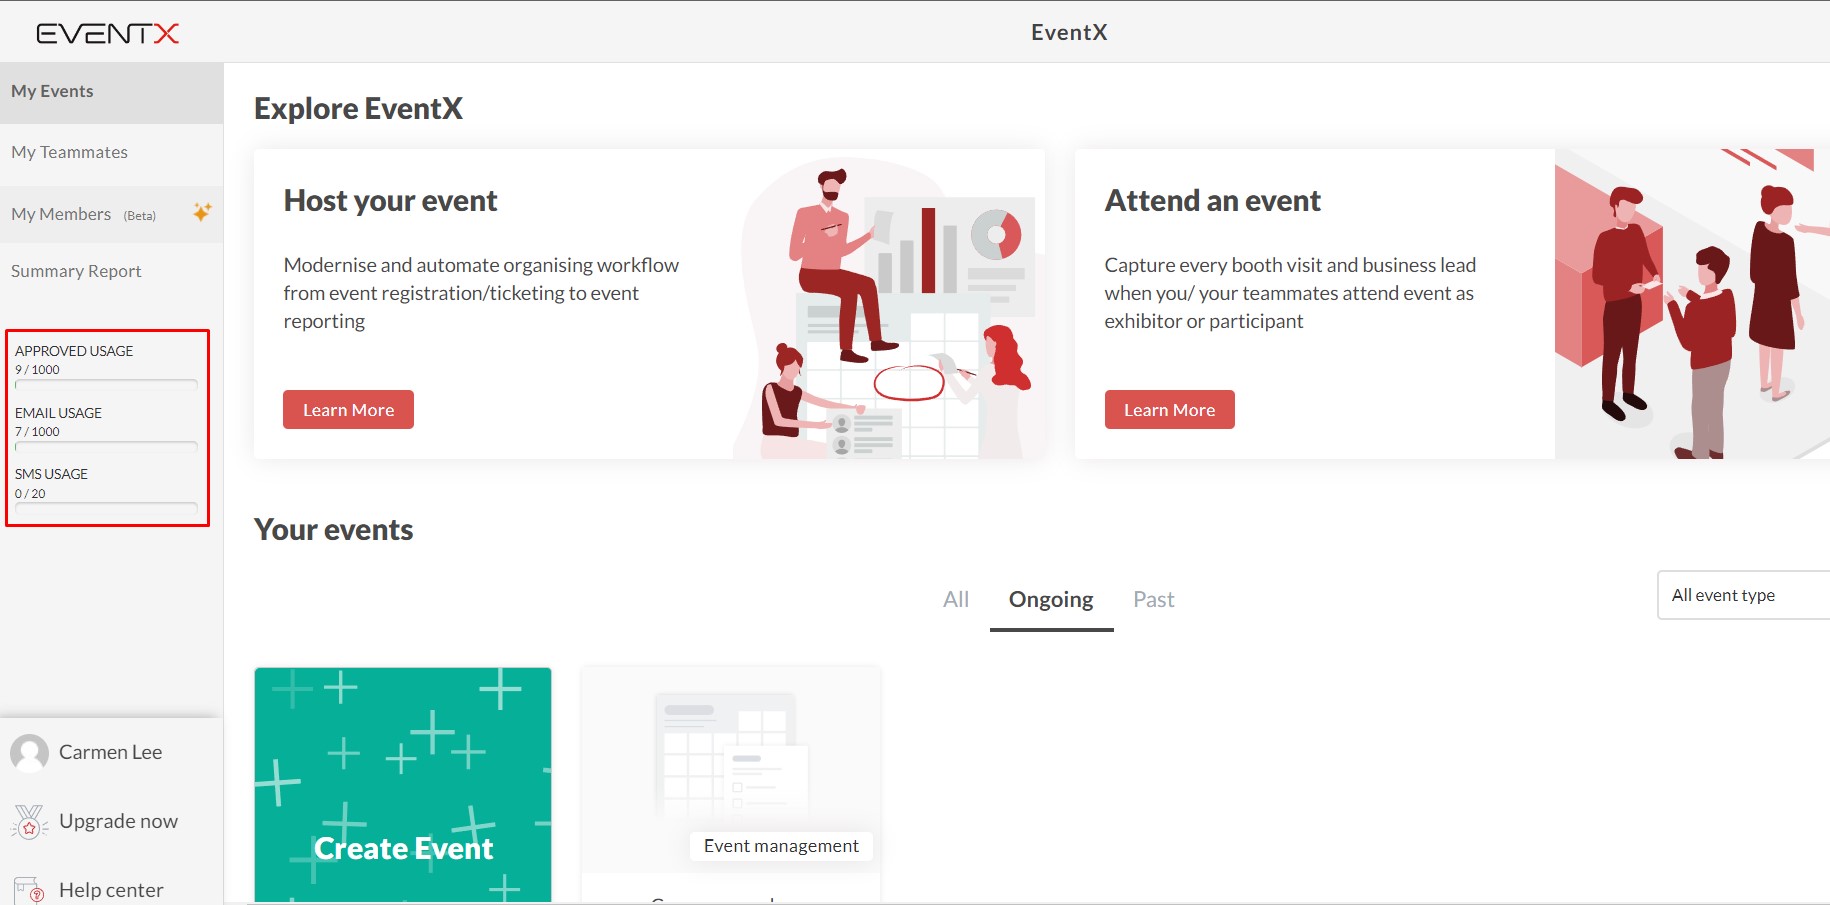 EVENTX
EventX
My Events
My Teammates
My Members (Beta)
Summary Report
APPROVED USAGE
9 / 1000
EMAIL USAGE
7 / 1000
SMS USAGE
0 / 20
Carmen Lee
Upgrade now
Help center
Explore EventX
Host your event
Modernise and automate organising workflow
from event registration/ticketing to event
reporting
Learn More
Attend an event
Capture every booth visit and business lead
when you/ your teammates attend event as
exhibitor or participant
Learn More
Your events
All
Ongoing
Past
All event type
Create Event
Event management